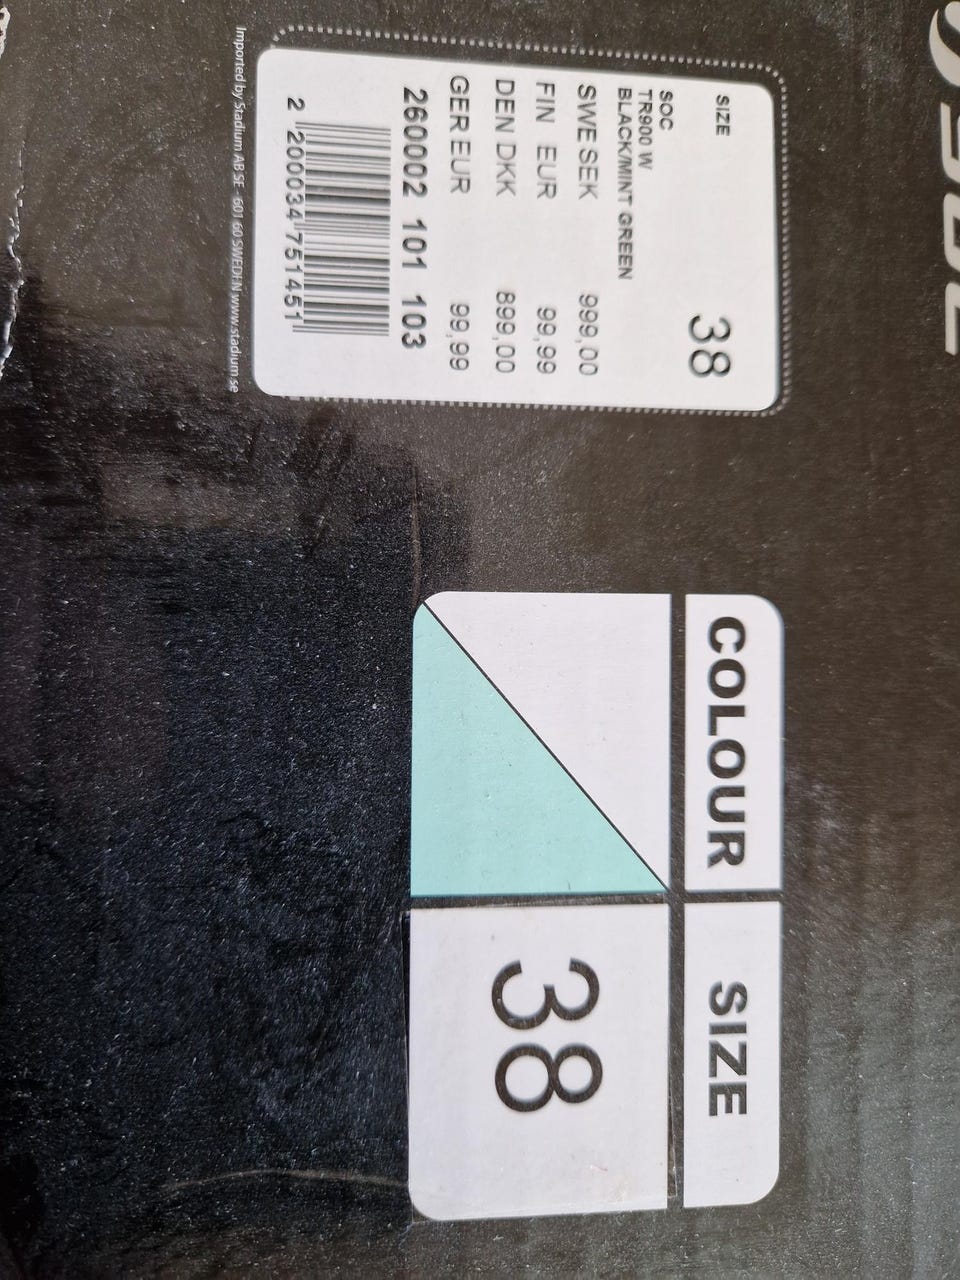 SIZE 38
SOC
TR900 W
BLACK/MINT GREEN
SWE SEK 999,00
FIN EUR 99,99
DEN DKK 899,00
GER EUR 99,99
260002 101 103
2 200034 751451
Imported by Stadium AB SE - 601 60 SWEDEN www.stadium.se
COLOUR SIZE
38